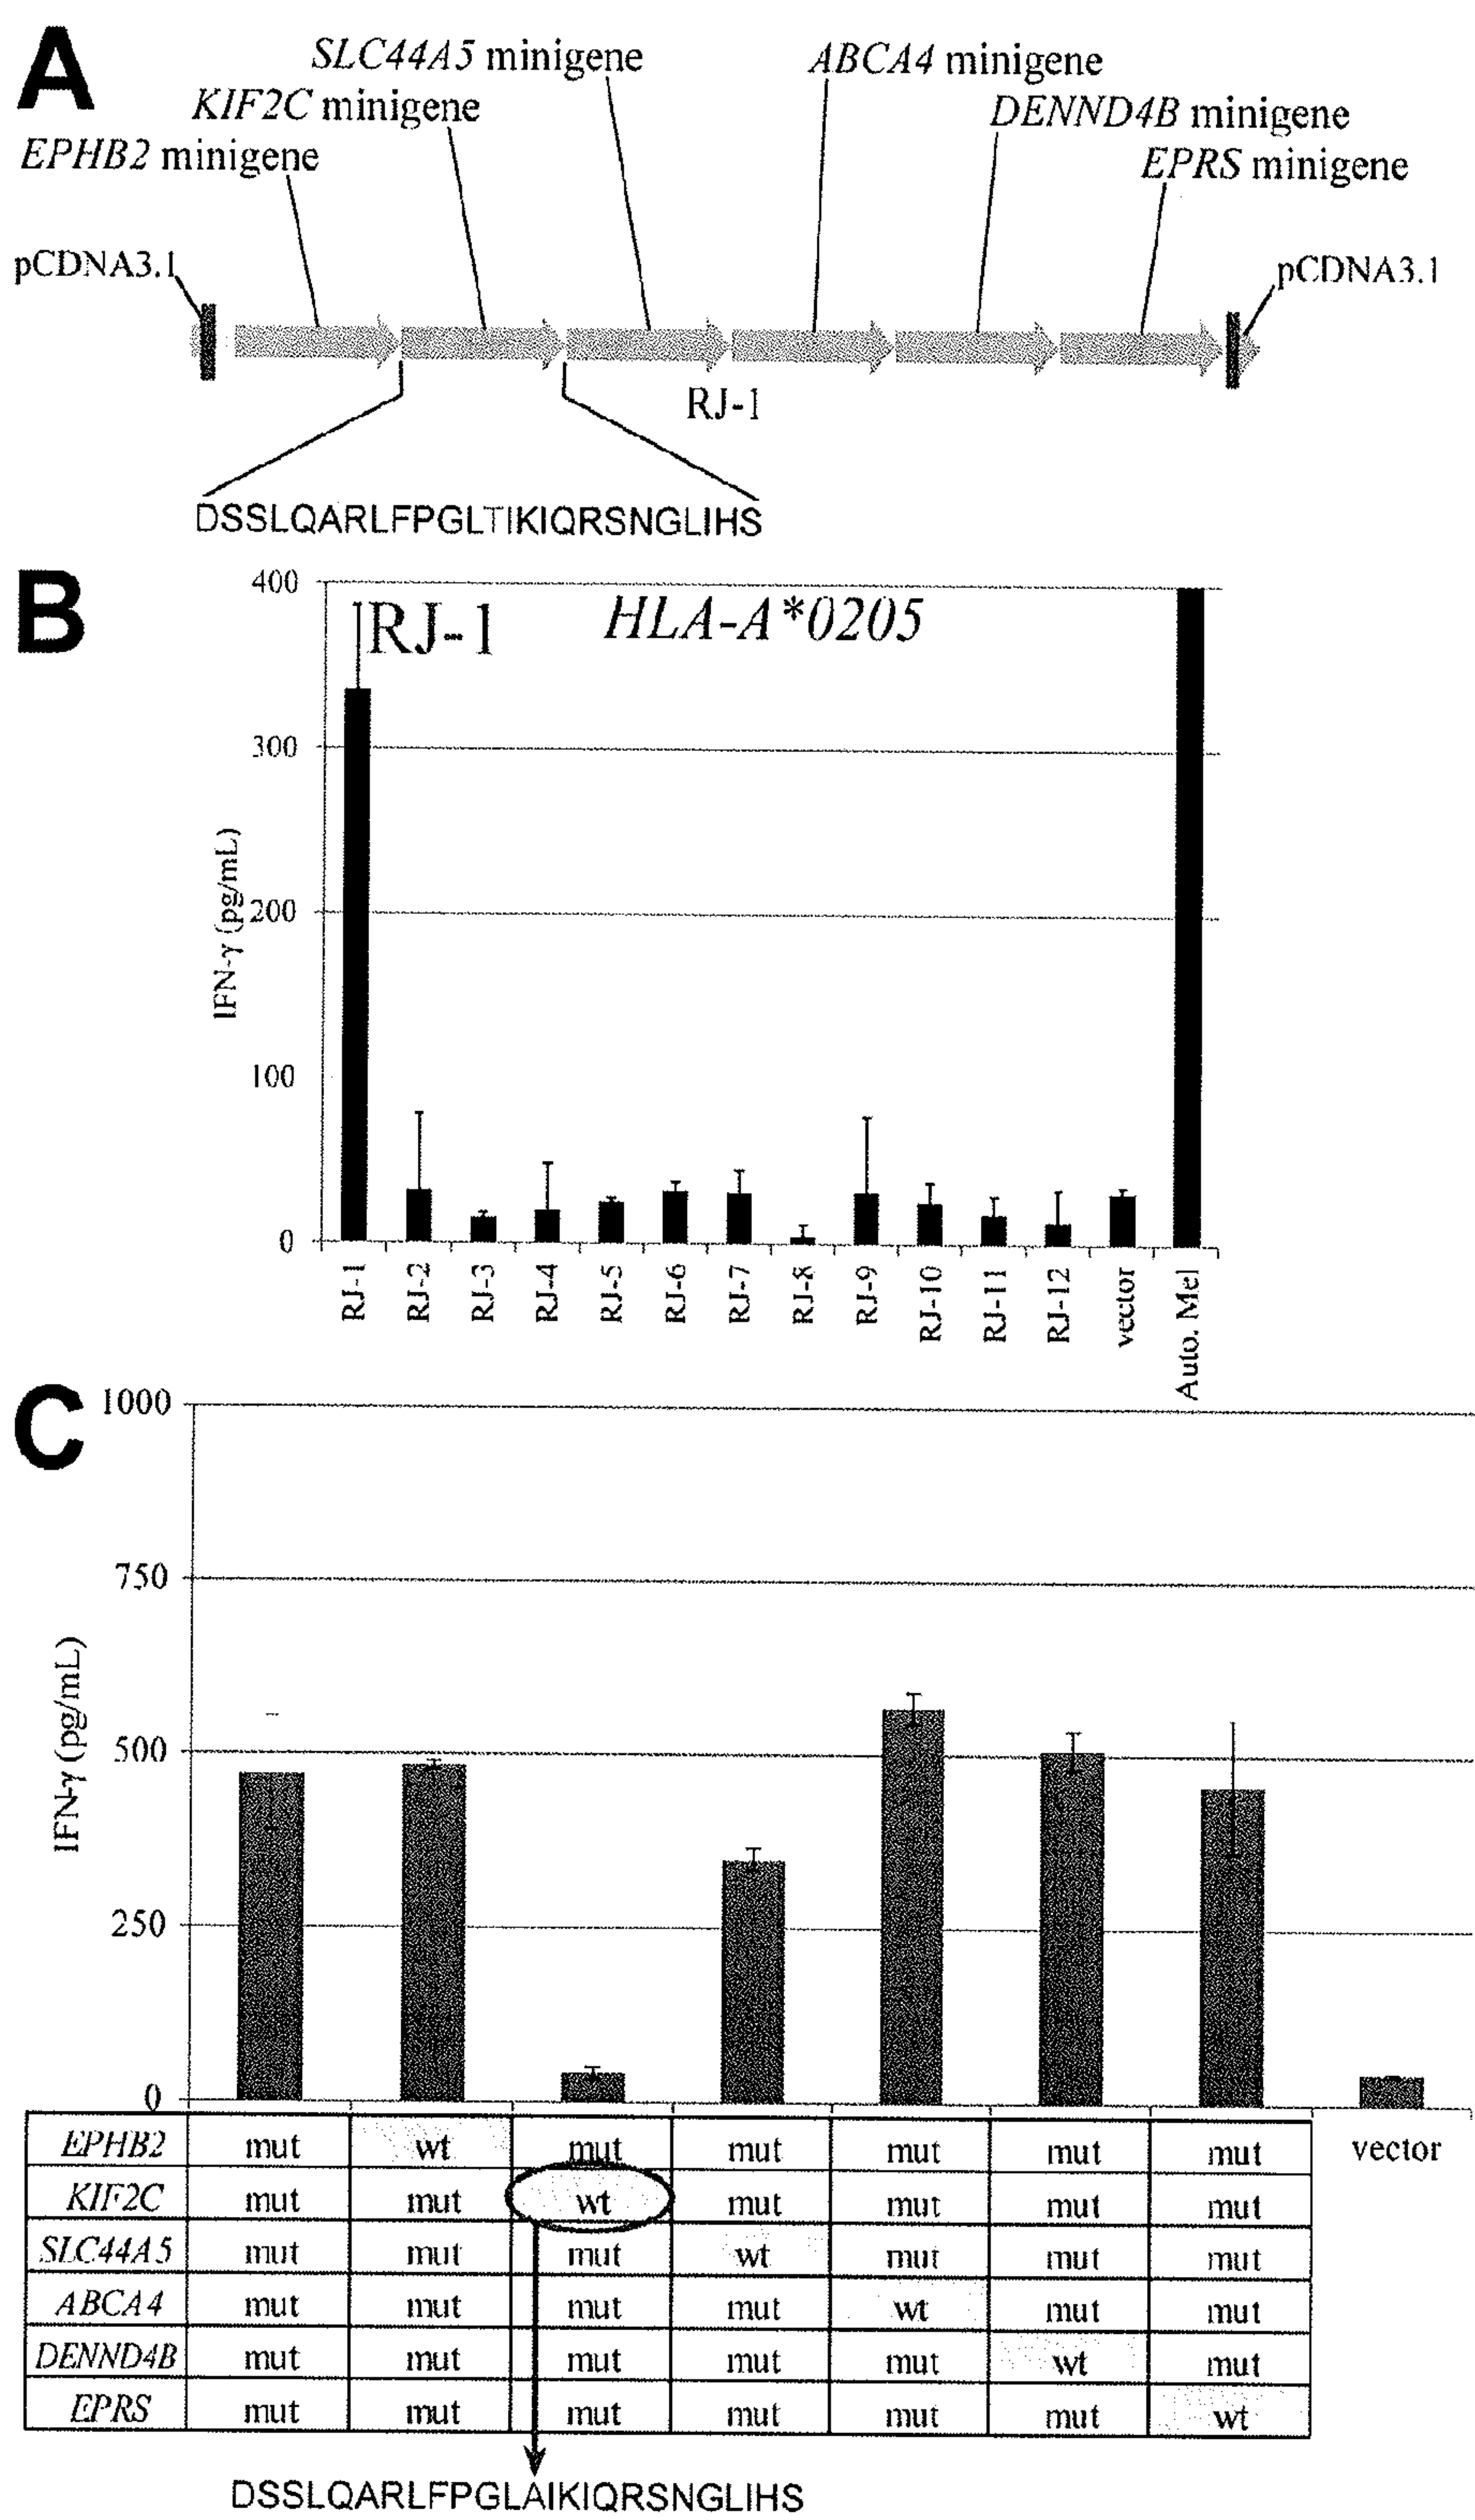 A
SLC44A5 minigene
ABCA4 minigene
KIF2C minigene
DENND4B minigene
EPHB2 minigene
EPRS minigene
pCDNA3.1
pCDNA3.1
RJ-1
DSSLQARLFPGLTIKIQRSNGLIHS
B
400
RJ-1 HLA-A*0205
300
200
100
0
IFN-γ (pg/mL)
RJ-1
RJ-2
RJ-3
RJ-4
RJ-5
RJ-6
RJ-7
RJ-8
RJ-9
RJ-10
RJ-11
RJ-12
vector
Auto. Mel
C
1000
750
500
250
0
IFN-γ (pg/mL)
EPHB2 mut wt mut mut mut mut mut vector
KIF2C mut mut wt mut mut mut mut
SLC44A5 mut mut mut wt mut mut mut
ABCA4 mut mut mut mut wt mut mut
DENND4B mut mut mut mut mut wt mut
EPRS mut mut mut mut mut mut wt
DSSLQARLFPGLAIKIQRSNGLIHS